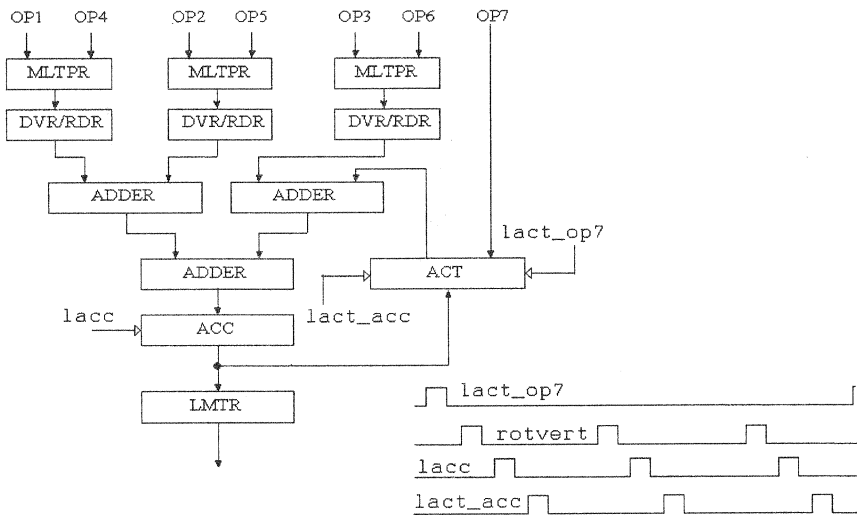 OP1 OP4 OP2 OP5 OP3 OP6 OP7
MLTPR MLTPR MLTPR
DVR/RDR DVR/RDR DVR/RDR
ADDER ADDER
lact_op7
ADDER ACT
lacc ACC lact_acc
LMTR
lact_op7
rotvert
lacc
lact_acc